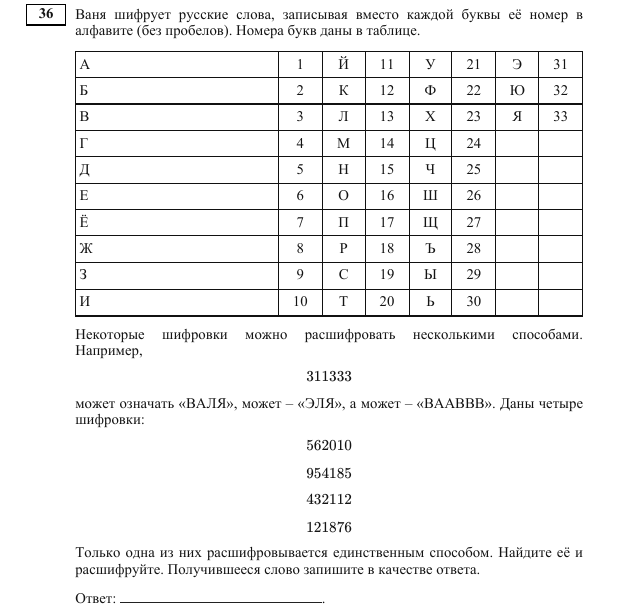 36 Ваня шифрует русские слова, записывая вместо каждой буквы её номер в
алфавите (без пробелов). Номера букв даны в таблице.
А 1 Й 11 У 21 Э 31
Б 2 К 12 Ф 22 Ю 32
В 3 Л 13 Х 23 Я 33
Г 4 М 14 Ц 24
Д 5 Н 15 Ч 25
Е 6 О 16 Ш 26
Ё 7 П 17 Щ 27
Ж 8 Р 18 Ъ 28
З 9 С 19 Ы 29
И 10 Т 20 Ь 30
Некоторые шифровки можно расшифровать несколькими способами.
Например,
311333
может означать «ВАЛЯ», может – «ЭЛЯ», а может – «ВААВВВ». Даны четыре
шифровки:
562010
954185
432112
121876
Только одна из них расшифровывается единственным способом. Найдите её и
расшифруйте. Получившееся слово запишите в качестве ответа.
Ответ: ______________________________.